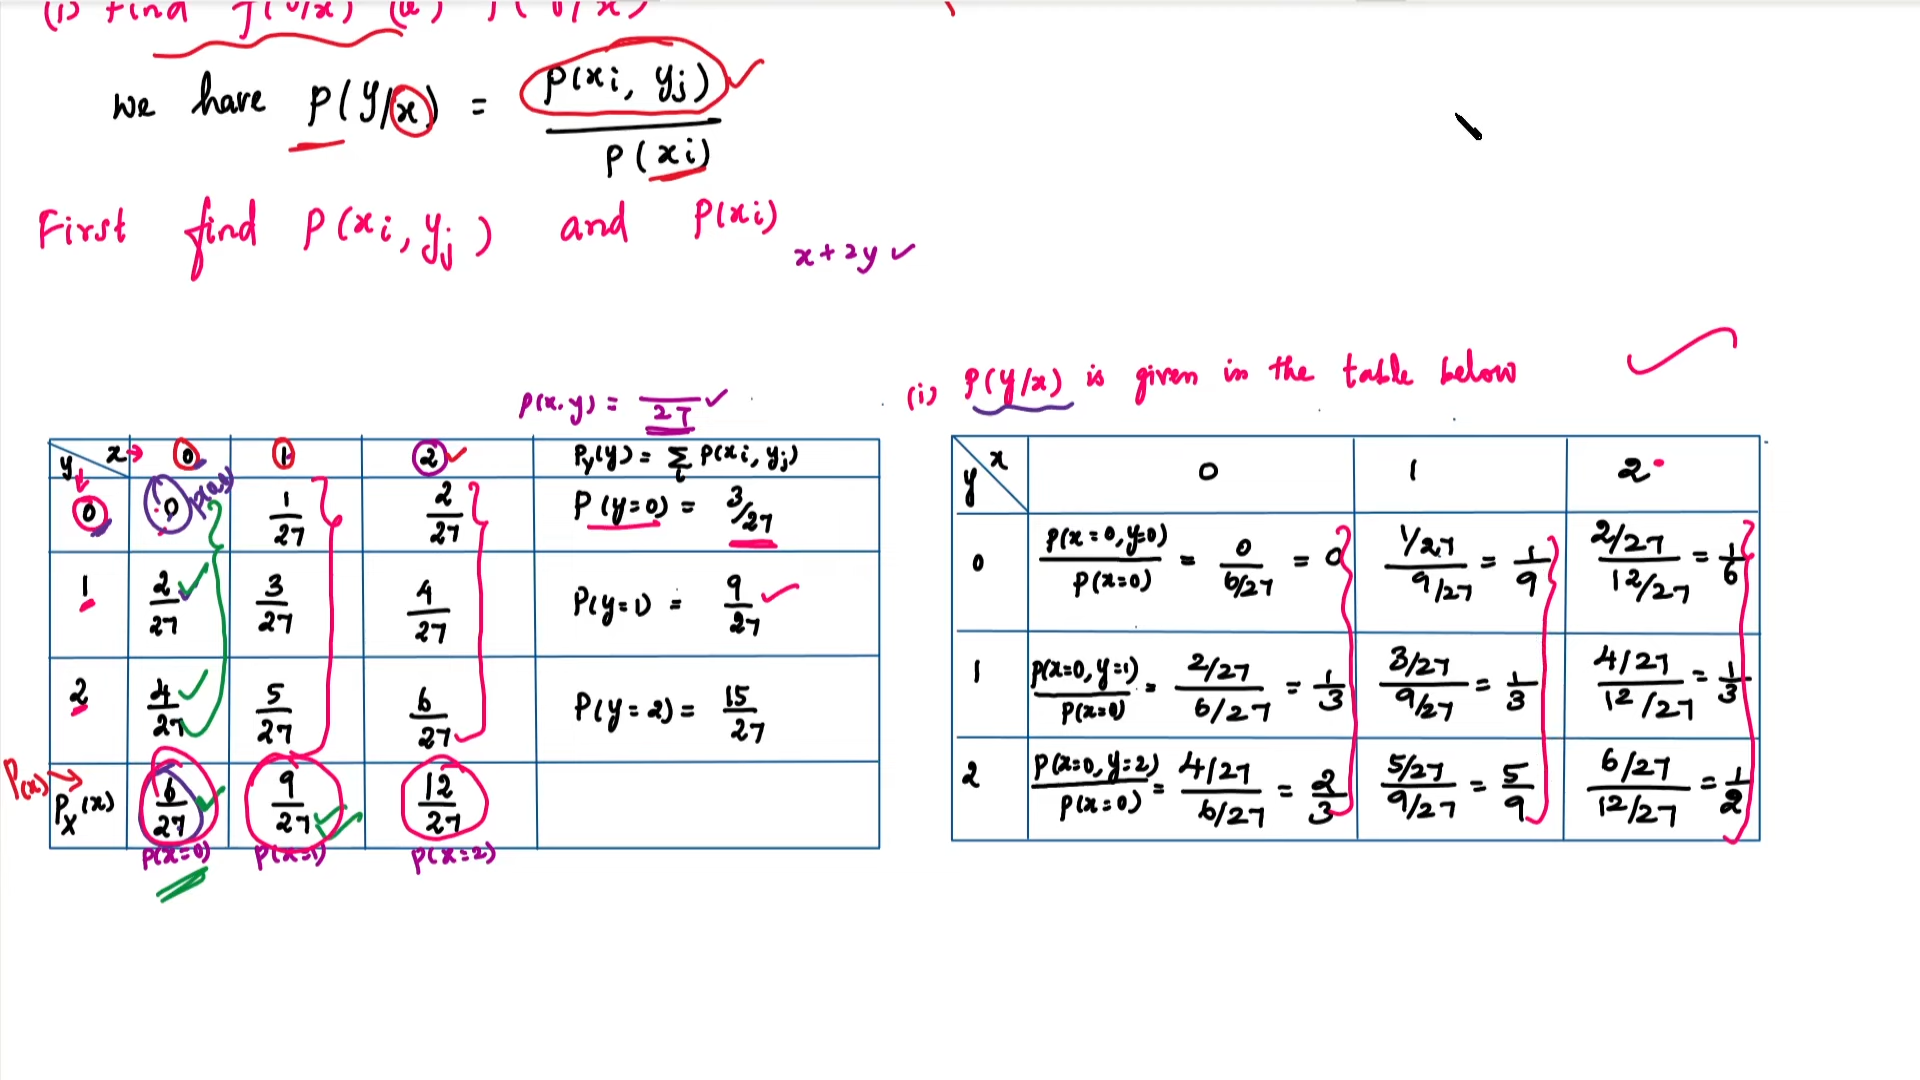 (i) Find f(y/x)
we have P(y/x) = P(xi, yj) / P(xi)
First find P(xi, yj) and P(xi)
x + 2y
P(x,y) = / 27
y x 0 1 2 Py(y) = Σi P(xi, yj)
0 0 1/27 2/27 P(y=0) = 3/27
1 2/27 3/27 4/27 P(y=1) = 9/27
2 4/27 5/27 6/27 P(y=2) = 15/27
P(x) → Px(x) 6/27 9/27 12/27
P(x=0) P(x=1) P(x=2)
(i) P(y/x) is given in the table below
y x 0 1 2
0 P(x=0, y=0) / P(x=0) = 0 / 6/27 = 0 1/27 / 9/27 = 1/9 2/27 / 12/27 = 1/6
1 P(x=0, y=1) / P(x=0) = 2/27 / 6/27 = 1/3 3/27 / 9/27 = 1/3 4/27 / 12/27 = 1/3
2 P(x=0, y=2) / P(x=0) = 4/27 / 6/27 = 2/3 5/27 / 9/27 = 5/9 6/27 / 12/27 = 1/2